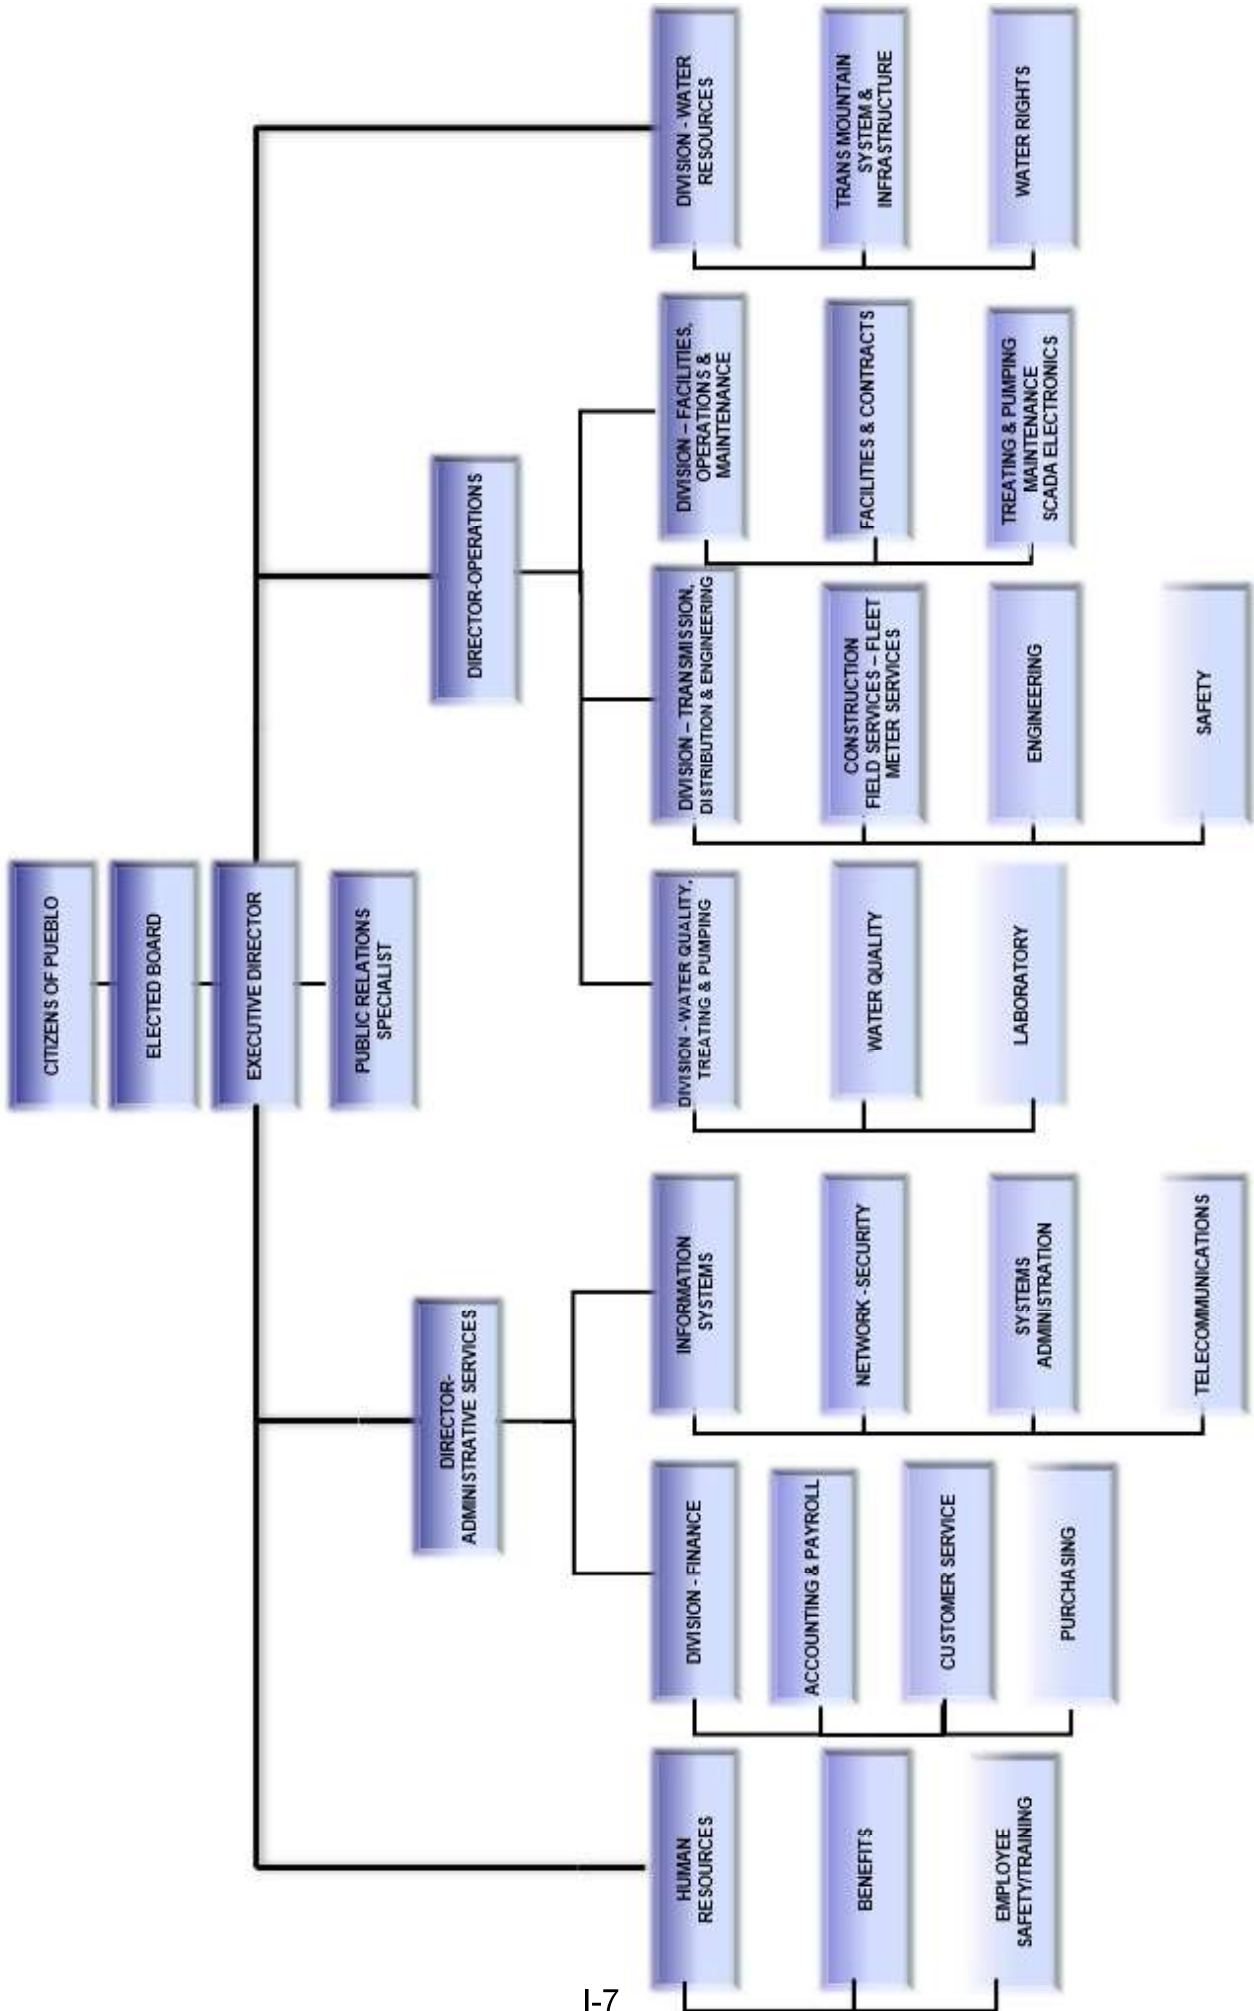 CITIZENS OF PUEBLO
ELECTED BOARD
EXECUTIVE DIRECTOR
PUBLIC RELATIONS
SPECIALIST
DIRECTOR-
ADMINISTRATIVE SERVICES
DIRECTOR-OPERATIONS
HUMAN
RESOURCES
BENEFITS
EMPLOYEE
SAFETY/TRAINING
DIVISION - FINANCE
ACCOUNTING & PAYROLL
CUSTOMER SERVICE
PURCHASING
INFORMATION
SYSTEMS
NETWORK - SECURITY
SYSTEMS
ADMINISTRATION
TELECOMMUNICATIONS
DIVISION - WATER QUALITY,
TREATING & PUMPING
WATER QUALITY
LABORATORY
DIVISION – TRANSMISSION,
DISTRIBUTION & ENGINEERING
CONSTRUCTION
FIELD SERVICES – FLEET
METER SERVICES
ENGINEERING
SAFETY
DIVISION – FACILITIES,
OPERATIONS &
MAINTENANCE
FACILITIES & CONTRACTS
TREATING & PUMPING
MAINTENANCE
SCADA ELECTRONICS
DIVISION - WATER
RESOURCES
TRANS MOUNTAIN
SYSTEM &
INFRASTRUCTURE
WATER RIGHTS
I-7